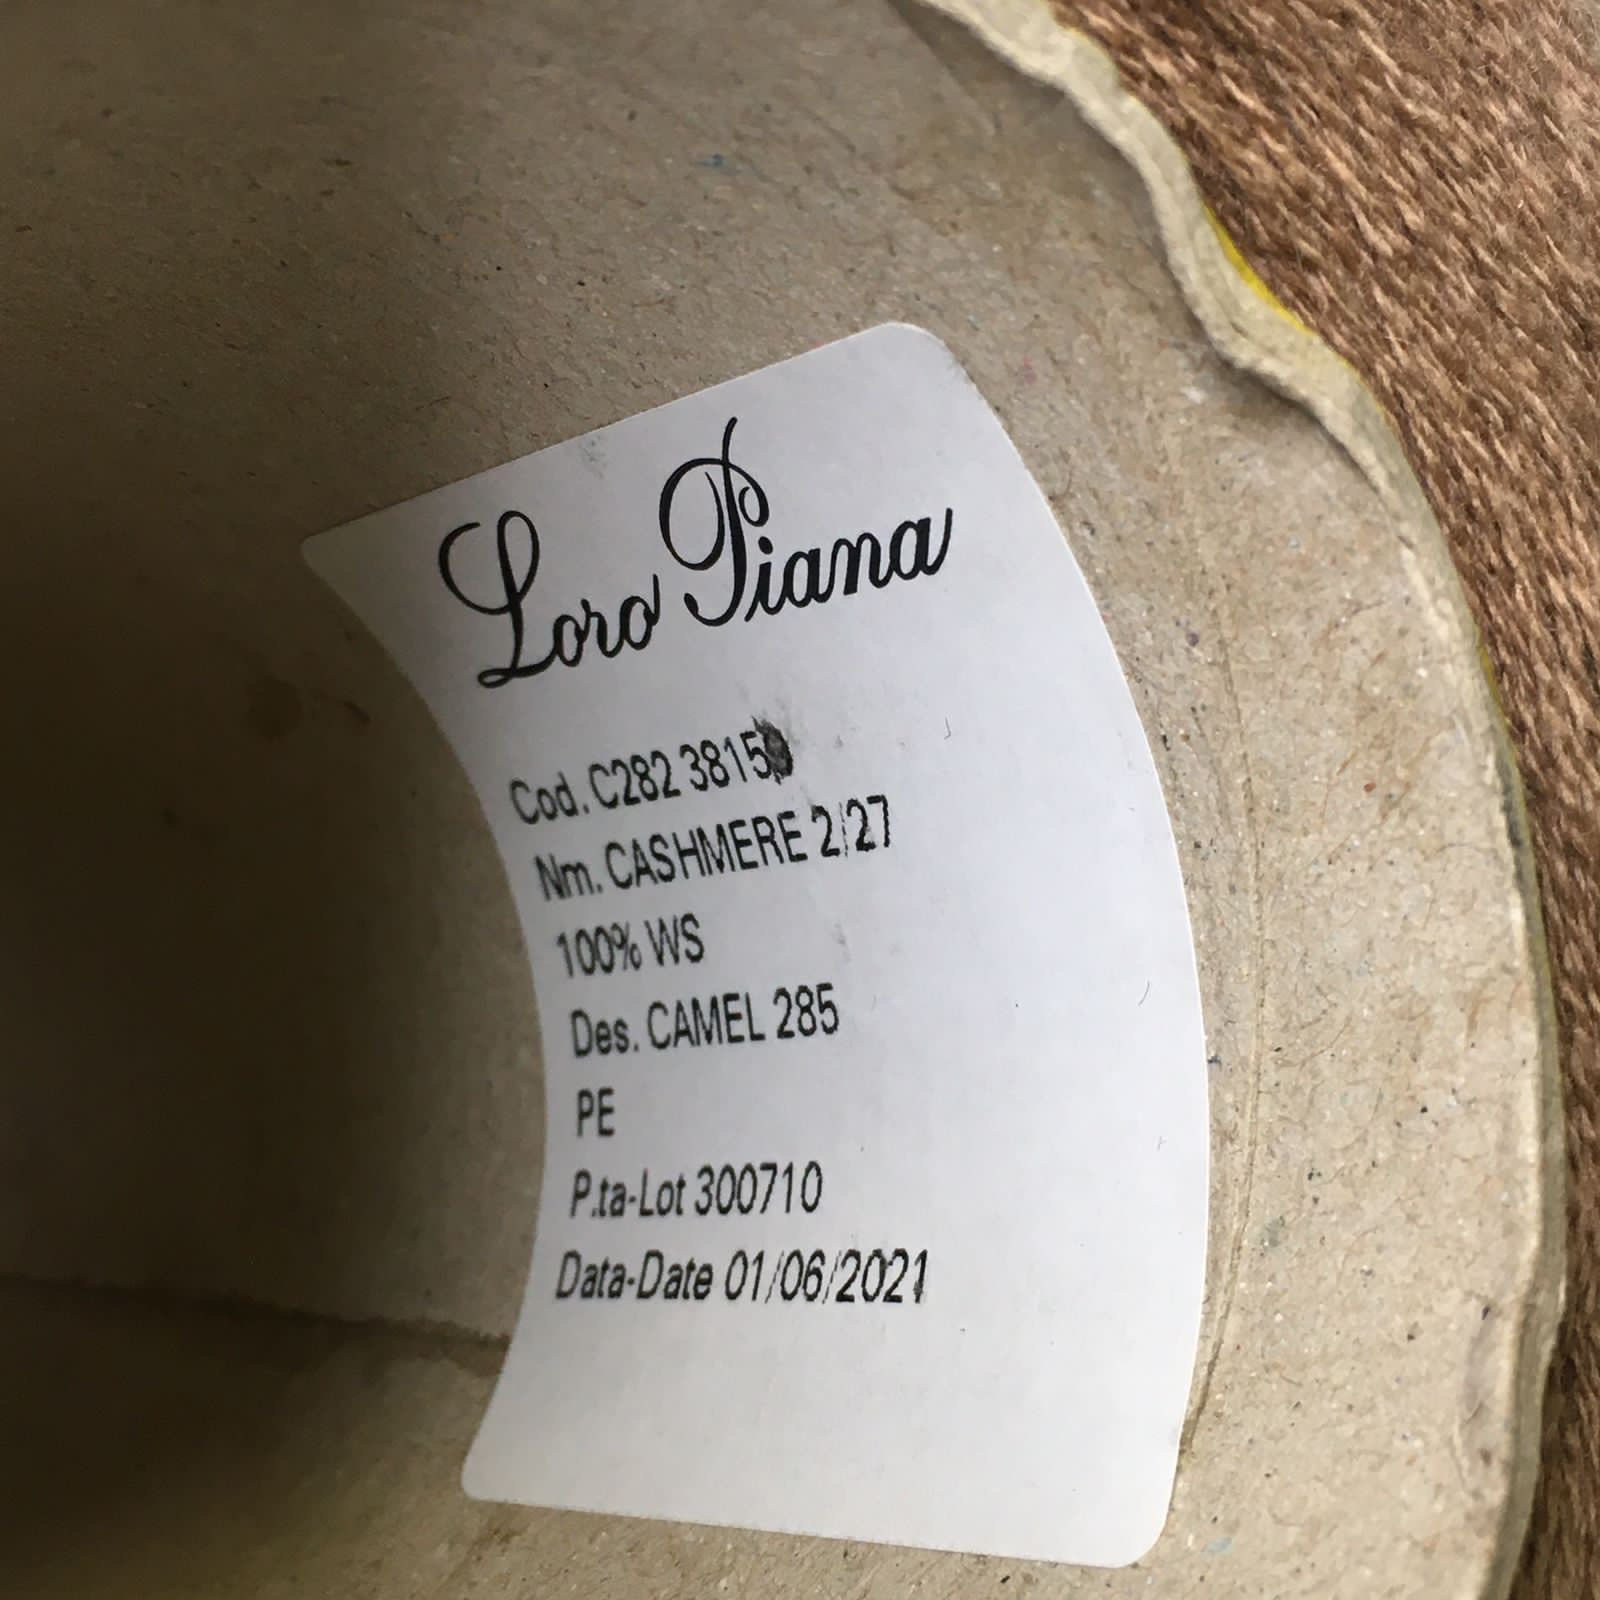 Loro Piana
Cod. C282 3815
Nm. CASHMERE 2/27
100% WS
Des. CAMEL 285
PE
P.ta-Lot 300710
Data-Date 01/06/2021